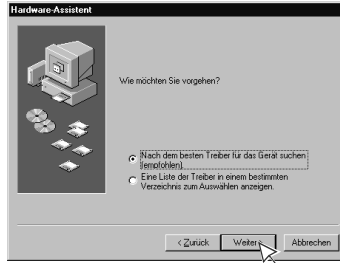 Hardware-Assistent
Wie möchten Sie vorgehen?
Nach dem besten Treiber für das Gerät suchen
(empfohlen).
Eine Liste der Treiber in einem bestimmten
Verzeichnis zum Auswählen anzeigen.
< Zurück Weiter > Abbrechen